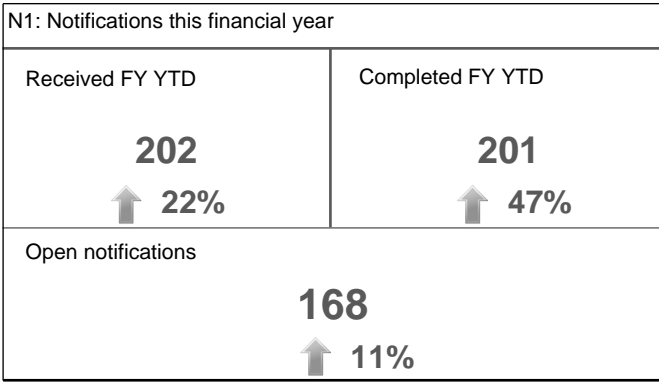 N1: Notifications this financial year
Received FY YTD
202
22%
Completed FY YTD
201
47%
Open notifications
168
11%